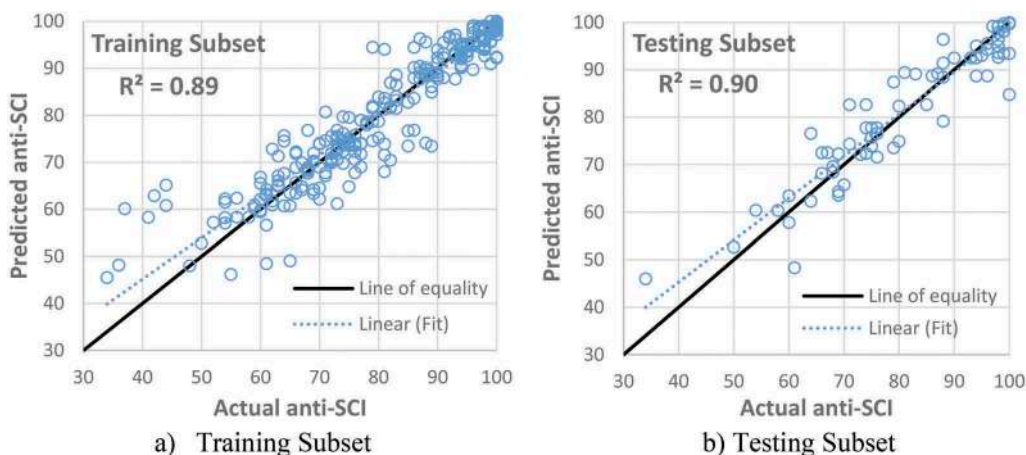 Training Subset
R² = 0.89
Predicted anti-SCI
100
90
80
70
60
50
40
30
Line of equality
Linear (Fit)
30 40 50 60 70 80 90 100
Actual anti-SCI
a) Training Subset
Testing Subset
R² = 0.90
Predicted anti-SCI
100
90
80
70
60
50
40
30
Line of equality
Linear (Fit)
30 40 50 60 70 80 90 100
Actual anti-SCI
b) Testing Subset